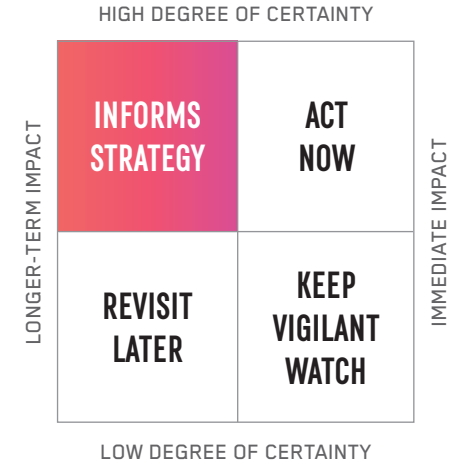 HIGH DEGREE OF CERTAINTY
LONGER-TERM IMPACT
INFORMS
STRATEGY
ACT
NOW
IMMEDIATE IMPACT
REVISIT
LATER
KEEP
VIGILANT
WATCH
LOW DEGREE OF CERTAINTY